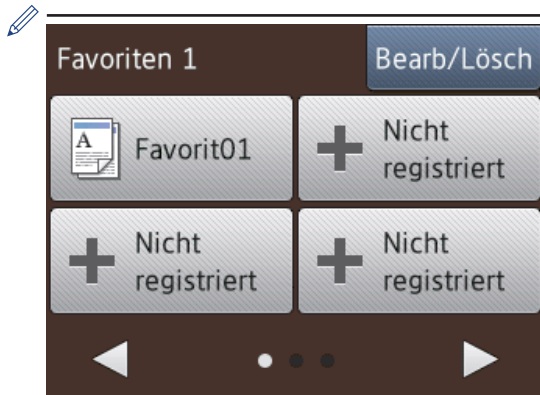 Favoriten 1
Bearb/Lösch
A
Favorit01
Nicht
registriert
Nicht
registriert
Nicht
registriert